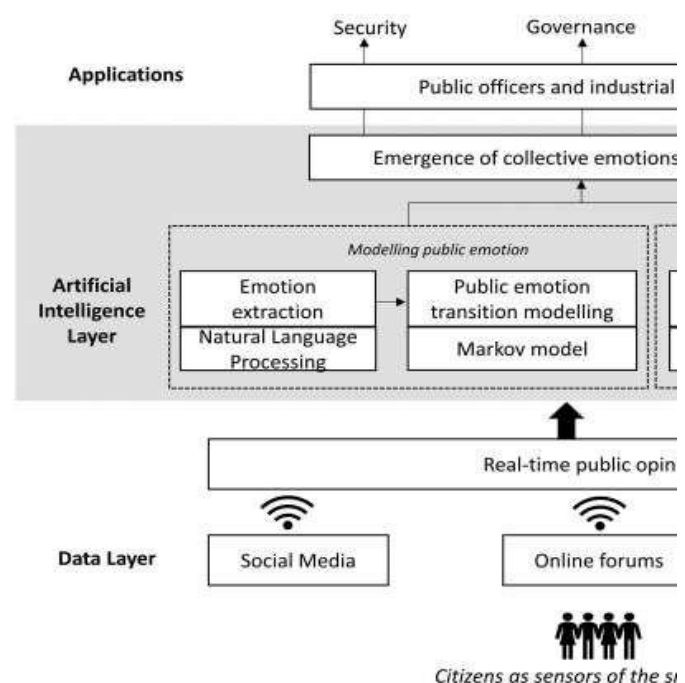 Security
Governance
Applications
Public officers and industrial
Emergence of collective emotions
Modelling public emotion
Artificial
Intelligence
Layer
Emotion
extraction
Public emotion
transition modelling
Natural Language
Processing
Markov model
Real-time public
Data Layer
Social Media
Online forums
Citizens as sensors of the